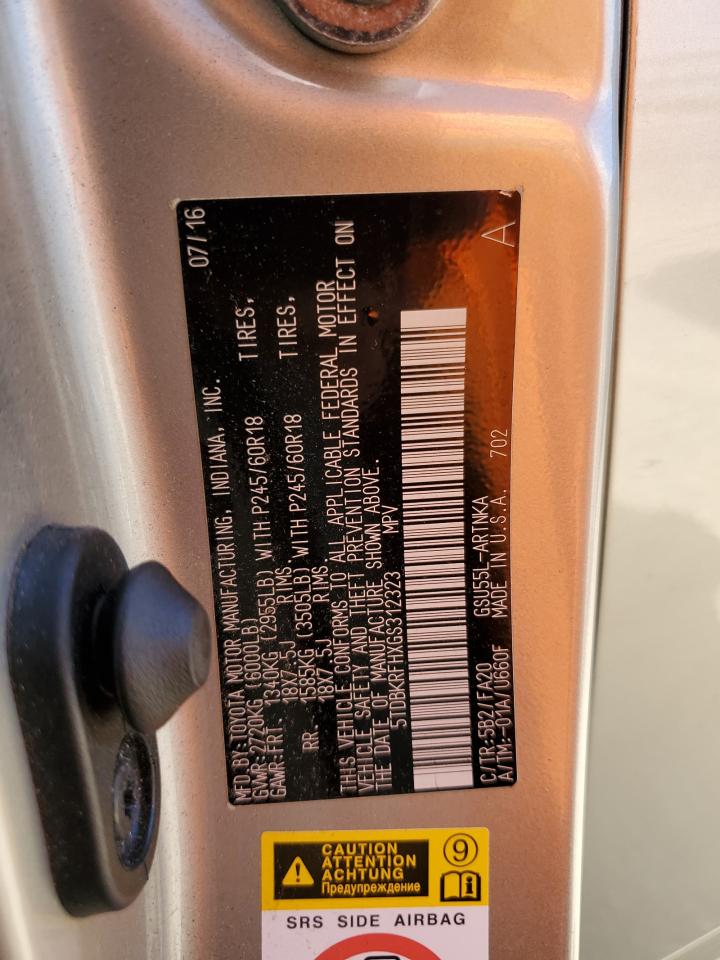 MFD. BY: TOYOTA MOTOR MANUFACTURING, INDIANA, INC. 07/16
GVWR: 2720KG (6000LB)
GAWR: FRT 1340KG (2955LB) WITH P245/60R18 TIRES,
18X7.5J RIMS,
RR. 1585KG (3505LB) WITH P245/60R18 TIRES,
18X7.5J RIMS.
THIS VEHICLE CONFORMS TO ALL APPLICABLE FEDERAL MOTOR
VEHICLE SAFETY AND THEFT PREVENTION STANDARDS IN EFFECT ON
THE DATE OF MANUFACTURE SHOWN ABOVE.
5TDBKRFHXGS312323 MPV
C/TR: 5B2/FA20 GSU55L-ARTNKA
A/TM: -01A/U660F MADE IN U.S.A. 702 A
CAUTION
ATTENTION
ACHTUNG
Предупреждение
9
SRS SIDE AIRBAG